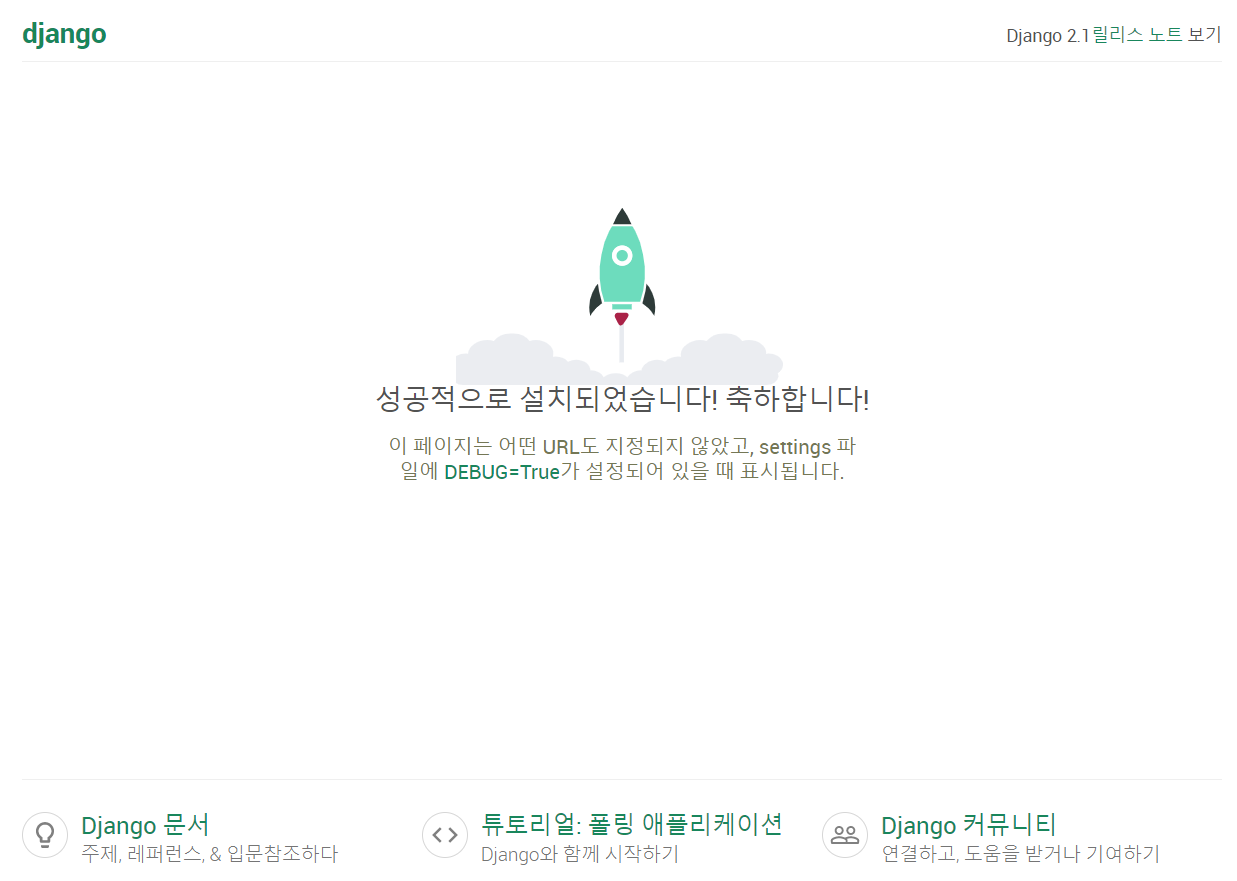 django
Django 2.1릴리스 노트 보기
성공적으로 설치되었습니다! 축하합니다!
이 페이지는 어떤 URL도 지정되지 않았고, settings 파
일에 DEBUG=True가 설정되어 있을 때 표시됩니다.
Django 문서
주제, 레퍼런스, & 입문참조하다
튜토리얼: 폴링 애플리케이션
Django와 함께 시작하기
Django 커뮤니티
연결하고, 도움을 받거나 기여하기